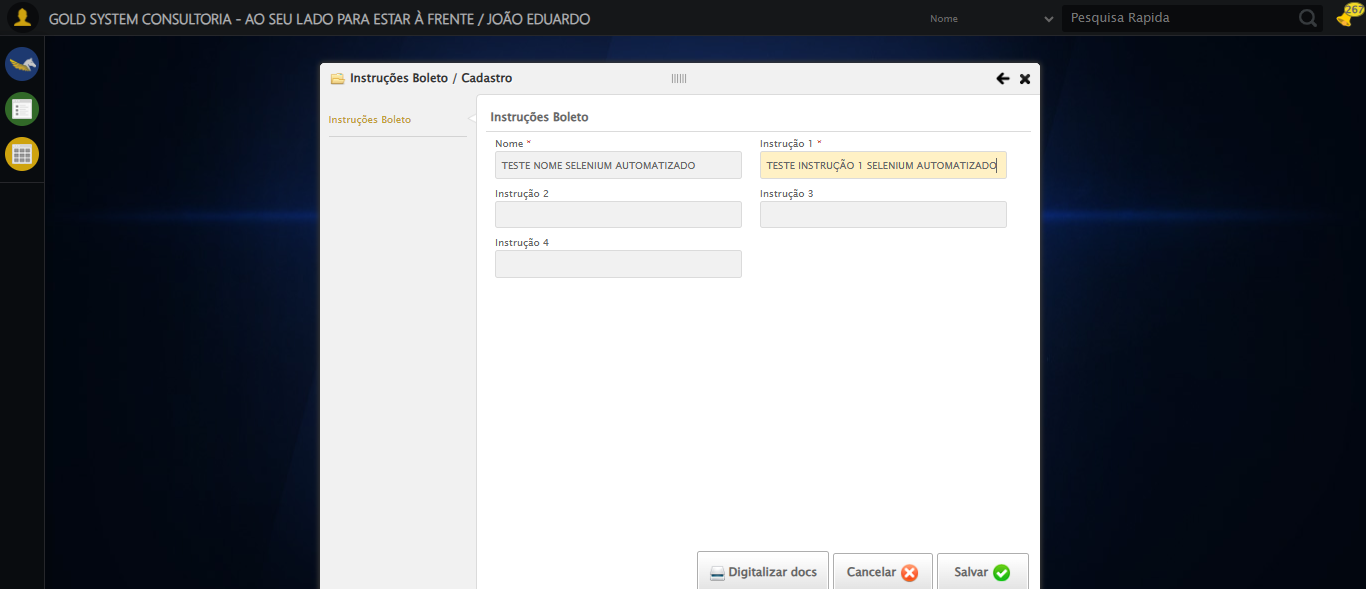 GOLD SYSTEM CONSULTORIA - AO SEU LADO PARA ESTAR À FRENTE / JOÃO EDUARDO
Nome
Pesquisa Rapida
267
Instruções Boleto / Cadastro
Instruções Boleto
Instruções Boleto
Nome *
Instrução 1 *
TESTE NOME SELENIUM AUTOMATIZADO
TESTE INSTRUÇÃO 1 SELENIUM AUTOMATIZADO
Instrução 2
Instrução 3
Instrução 4
Digitalizar docs
Cancelar
Salvar